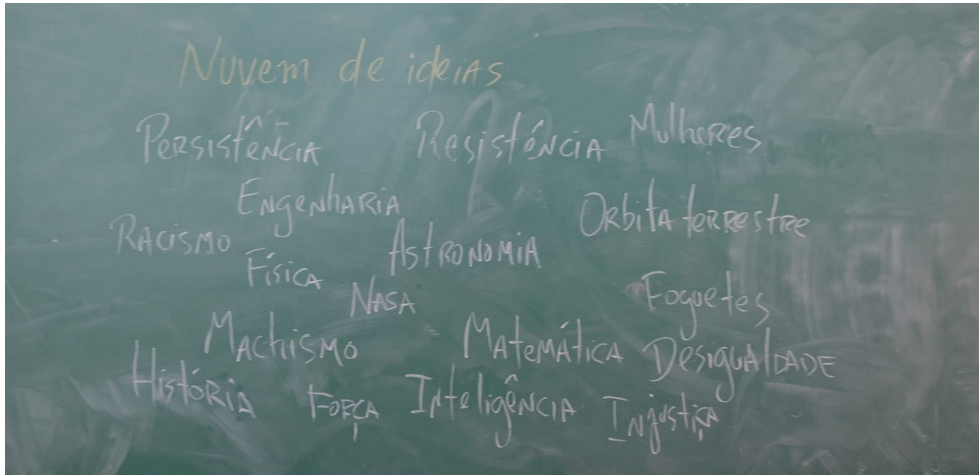 Nuvem de ideias
Persistência Resistência Mulheres
Engenharia Orbita terrestre
Racismo Astronomia
Física
Nasa Foguetes
Machismo Matemática Desigualdade
História Força Inteligência Injustiça